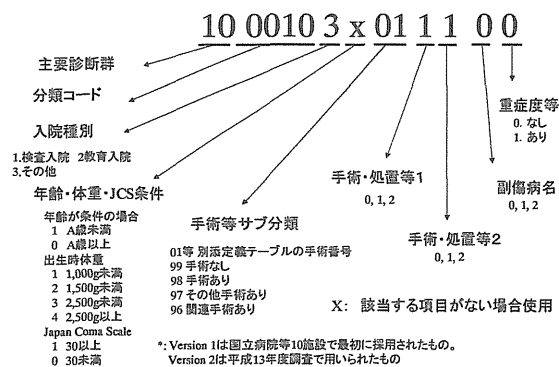 10 0010 3 x 01 1 1 0 0
主要診断群
分類コード
入院種別
1.検査入院 2教育入院
3.その他
年齢・体重・JCS条件
年齢が条件の場合
1 A歳未満
0 A歳以上
出生時体重
1 1,000g未満
2 1,500g未満
3 2,500g未満
4 2,500g以上
Japan Coma Scale
1 30以上
0 30未満
手術等サブ分類
01等 別添定義テーブルの手術番号
99 手術なし
98 手術あり
97 その他手術あり
96 関連手術あり
手術・処置等1
0, 1, 2
手術・処置等2
0, 1, 2
副傷病名
0, 1, 2
重症度等
0. なし
1. あり
X: 該当する項目がない場合使用
*: Version 1は国立病院等10施設で最初に採用されたもの。
Version 2は平成13年度調査で用いられたもの